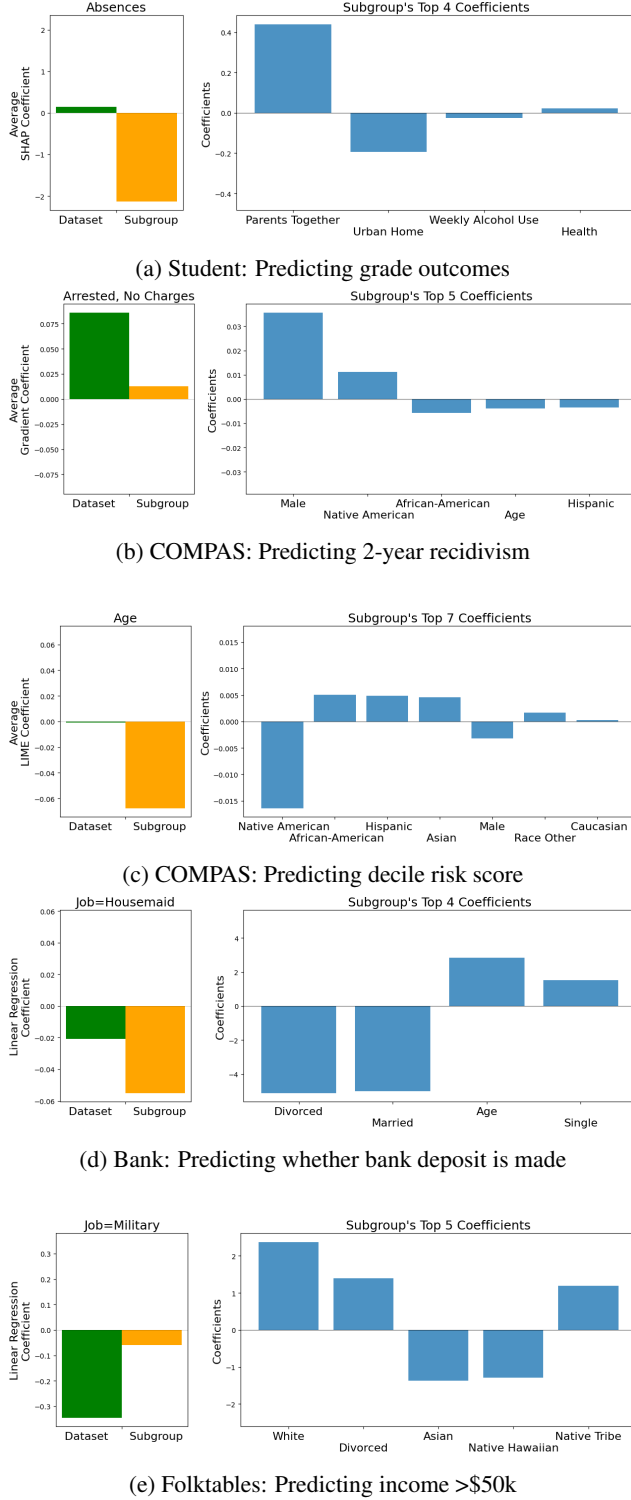 Absences
Subgroup's Top 4 Coefficients
Average
SHAP Coefficient
2
1
0
−1
−2
Dataset
Subgroup
Coefficients
0.4
0.2
0.0
−0.2
−0.4
Parents Together
Urban Home
Weekly Alcohol Use
Health
(a) Student: Predicting grade outcomes
Arrested, No Charges
Subgroup's Top 5 Coefficients
Average
Gradient Coefficient
0.075
0.050
0.025
0.000
−0.025
−0.050
−0.075
Dataset
Subgroup
Coefficients
0.03
0.02
0.01
0.00
−0.01
−0.02
−0.03
Male
Native American
African-American
Age
Hispanic
(b) COMPAS: Predicting 2-year recidivism
Age
Subgroup's Top 7 Coefficients
Average
LIME Coefficient
0.06
0.04
0.02
0.00
−0.02
−0.04
−0.06
Dataset
Subgroup
Coefficients
0.015
0.010
0.005
0.000
−0.005
−0.010
−0.015
Native American
African-American
Hispanic
Asian
Male
Race Other
Caucasian
(c) COMPAS: Predicting decile risk score
Job=Housemaid
Subgroup's Top 4 Coefficients
Linear Regression
Coefficient
0.06
0.04
0.02
0.00
−0.02
−0.04
−0.06
Dataset
Subgroup
Coefficients
4
2
0
−2
−4
Divorced
Married
Age
Single
(d) Bank: Predicting whether bank deposit is made
Job=Military
Subgroup's Top 5 Coefficients
Linear Regression
Coefficient
0.3
0.2
0.1
0.0
−0.1
−0.2
−0.3
Dataset
Subgroup
Coefficients
2
1
0
−1
−2
White
Divorced
Asian
Native Hawaiian
Native Tribe
(e) Folktables: Predicting income >$50k